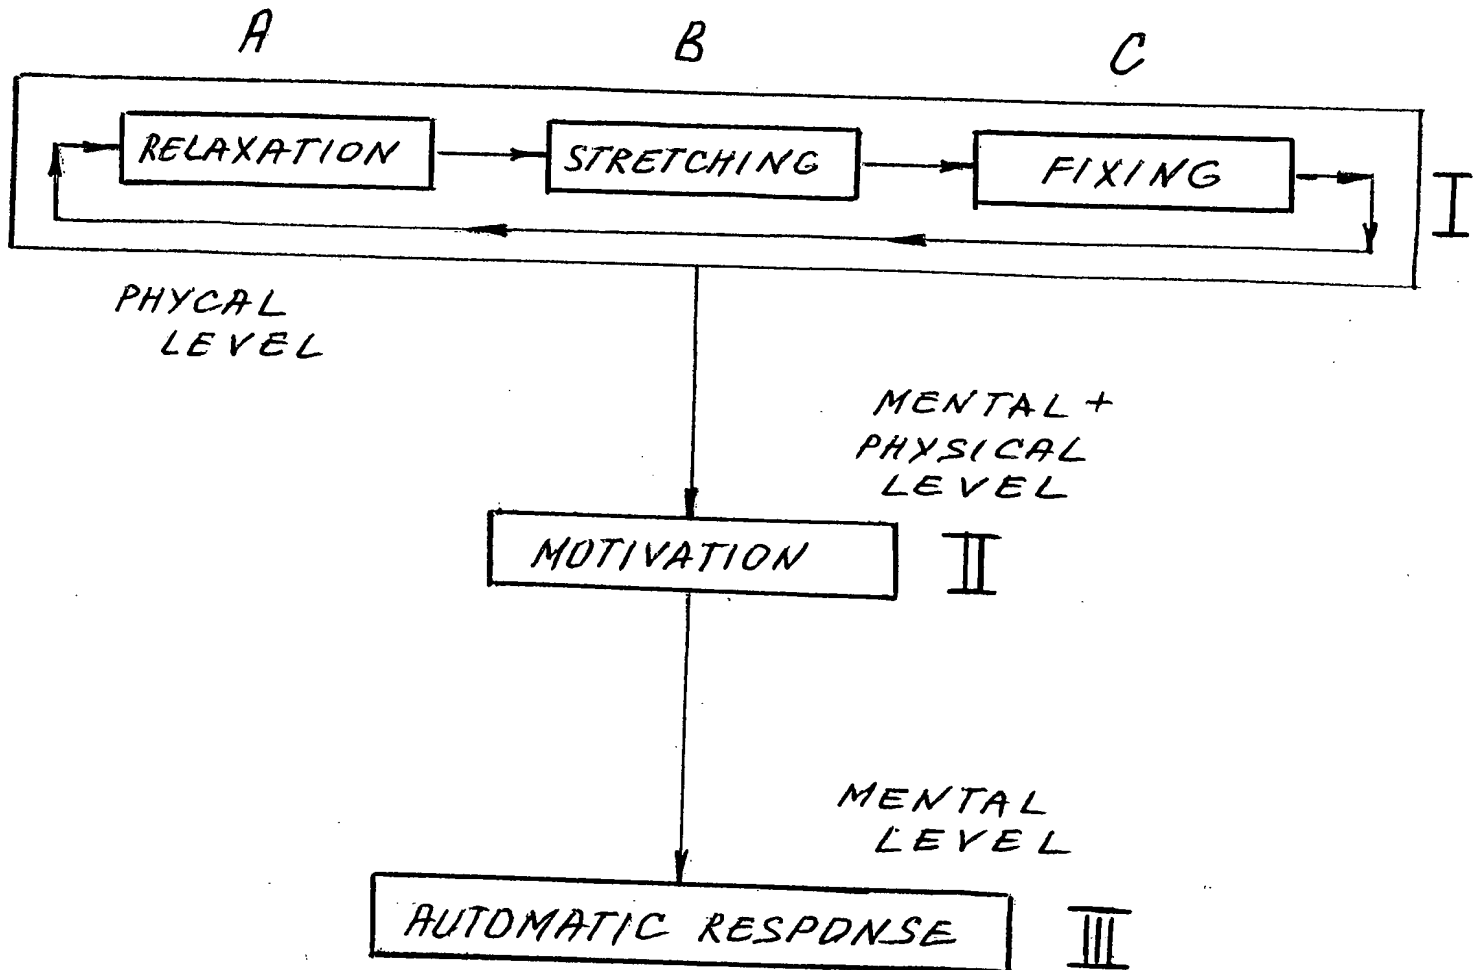 A B C
RELAXATION STRETCHING FIXING
I
PHYCAL
LEVEL
MENTAL +
PHYSICAL
LEVEL
MOTIVATION
II
MENTAL
LEVEL
AUTOMATIC RESPONSE
III